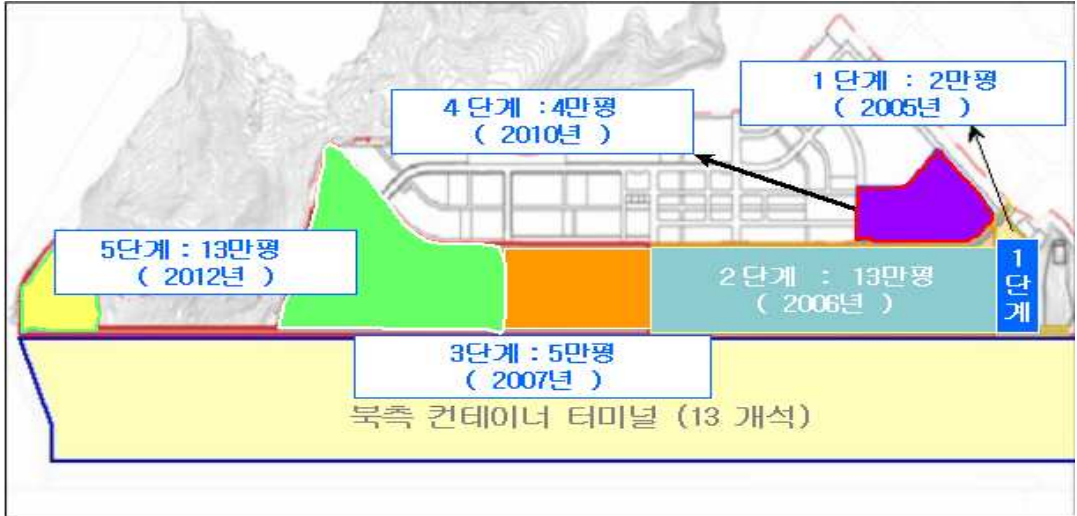 1 단계 : 2만평
( 2005년 )
4 단계 :4만평
( 2010년 )
5단계 : 13만평
( 2012년 )
2 단계 : 13만평
( 2006년 )
1
단
계
3단계 : 5만평
( 2007년 )
북측 컨테이너 터미널 (13 개석)